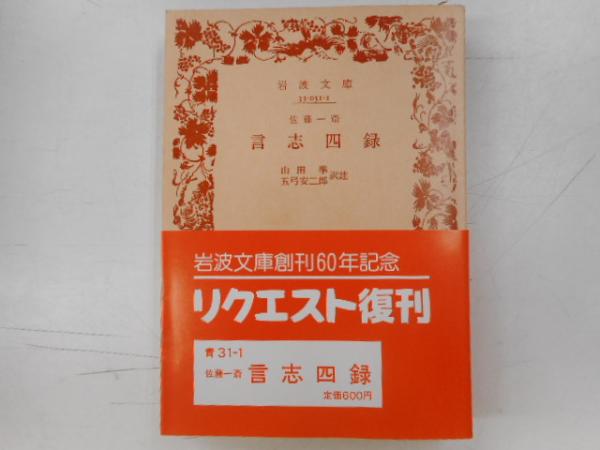 岩波文庫
33-031-1
佐藤一斎
言志四録
山田準
五弓安二郎 訳註
岩波文庫創刊60年記念
リクエスト復刊
青 31-1
佐藤一斎 言志四録
定価600円